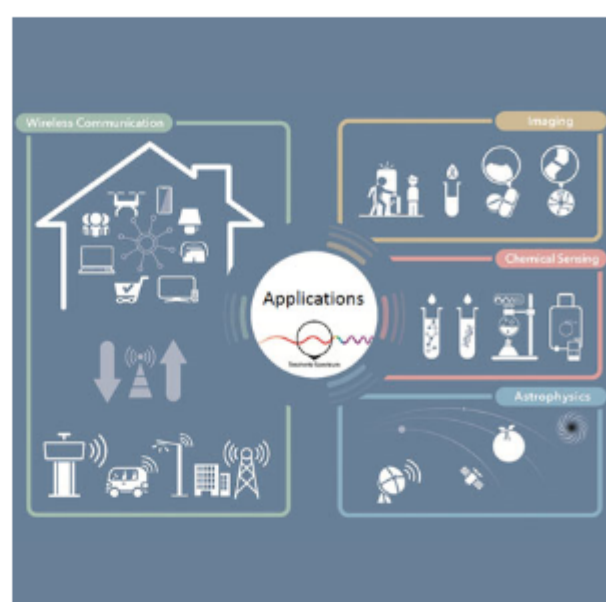 Wireless Communication
Imaging
Applications
Chemical Sensing
Astrophysics